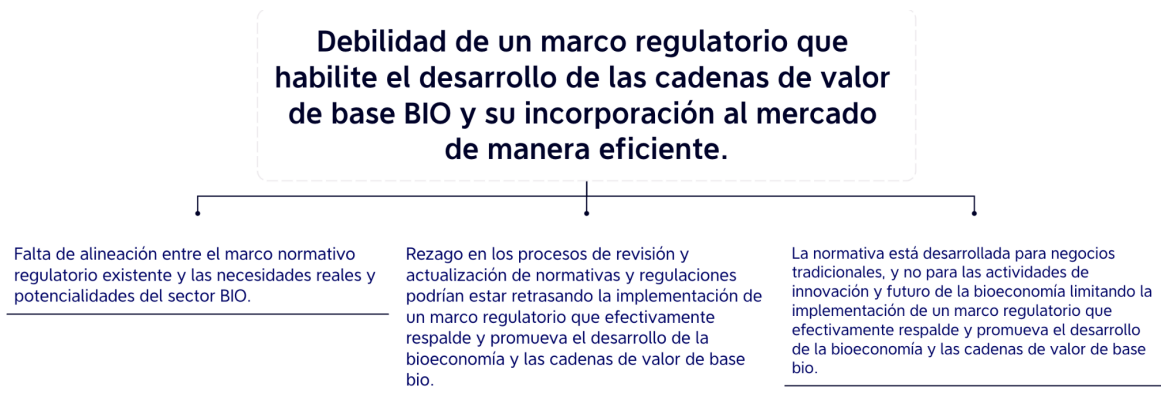 Debilidad de un marco regulatorio que
habilite el desarrollo de las cadenas de valor
de base BIO y su incorporación al mercado
de manera eficiente.
Falta de alineación entre el marco normativo
regulatorio existente y las necesidades reales y
potencialidades del sector BIO.
Rezago en los procesos de revisión y
actualización de normativas y regulaciones
podrían estar retrasando la implementación de
un marco regulatorio que efectivamente
respalde y promueva el desarrollo de la
bioeconomía y las cadenas de valor de base
bio.
La normativa está desarrollada para negocios
tradicionales, y no para las actividades de
innovación y futuro de la bioeconomía limitando la
implementación de un marco regulatorio que
efectivamente respalde y promueva el desarrollo
de la bioeconomía y las cadenas de valor de base
bio.